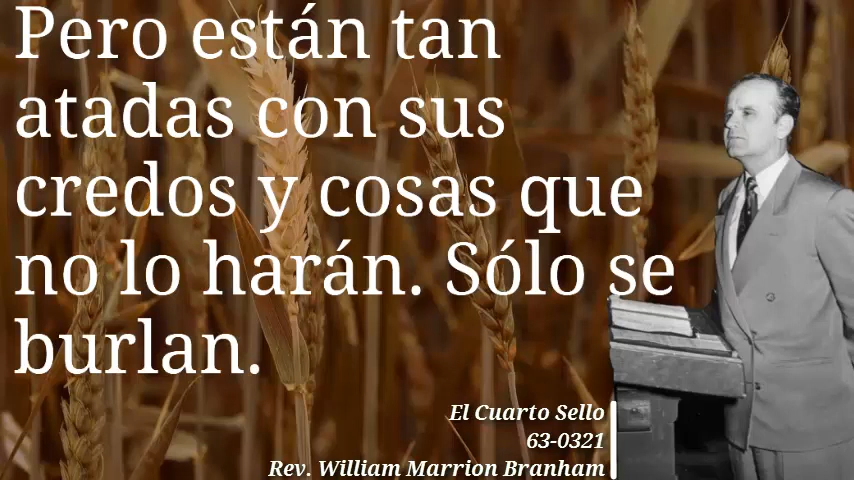 Pero están tan
atadas con sus
credos y cosas que
no lo harán. Sólo se
burlan.
El Cuarto Sello
63-0321
Rev. William Marrion Branham